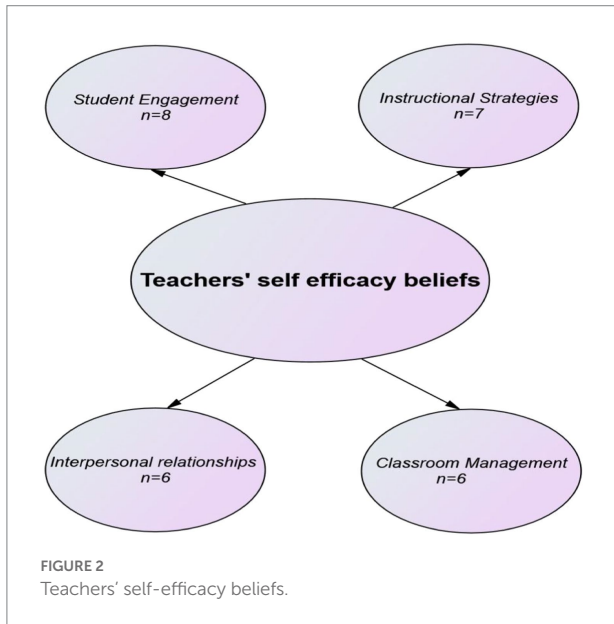 Student Engagement
n=8
Instructional Strategies
n=7
Teachers' self efficacy beliefs
Interpersonal relationships
n=6
Classroom Management
n=6
FIGURE 2
Teachers’ self-efficacy beliefs.